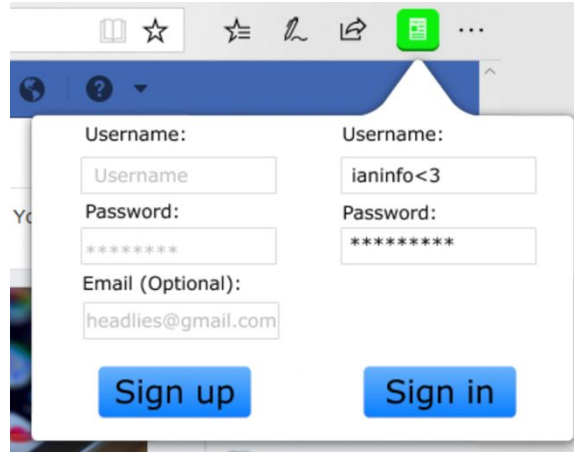 Username:
Username
Password:
********
Email (Optional):
headlies@gmail.com
Sign up
Username:
ianinfo<3
Password:
*********
Sign in